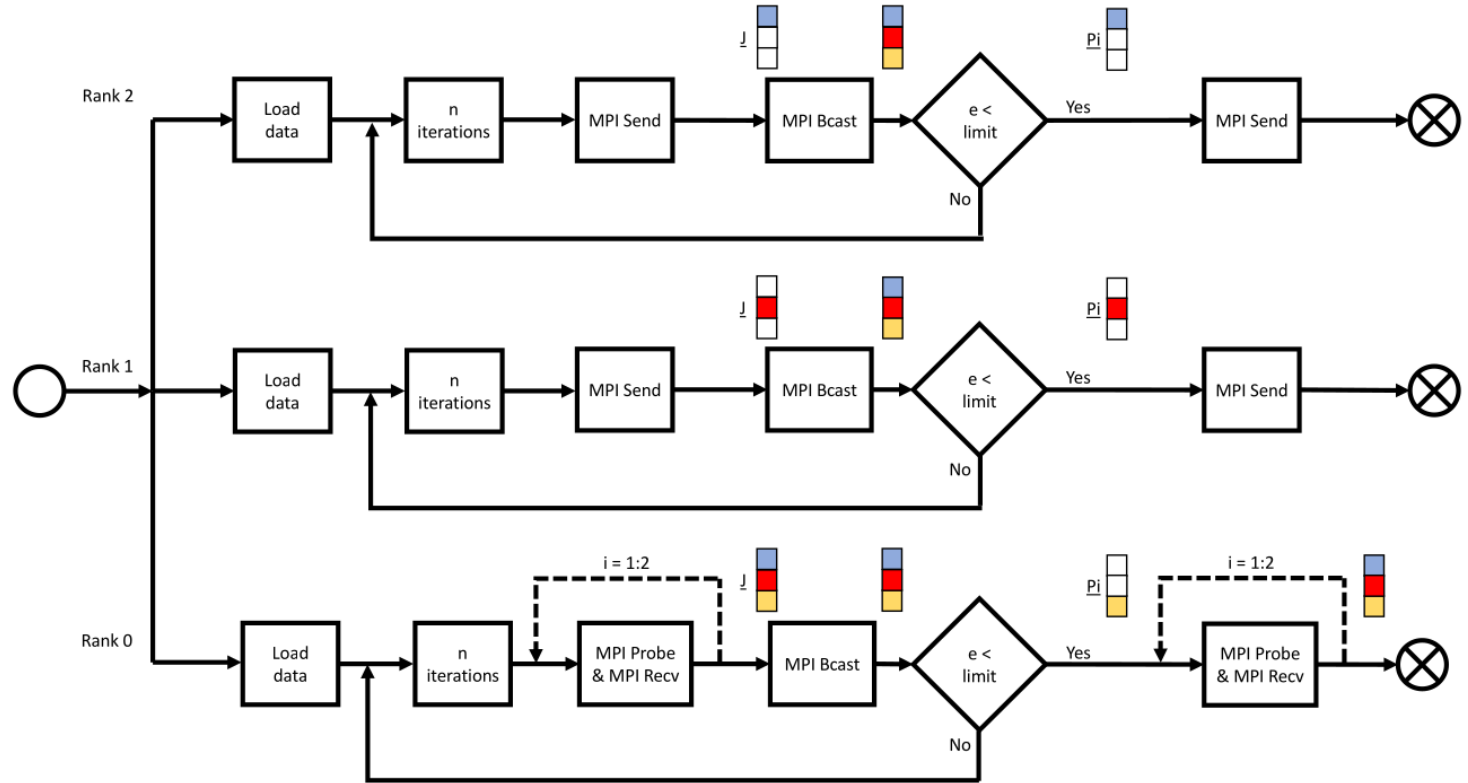 J
Pi
Rank 2
Load
data
n
iterations
MPI Send
MPI Bcast
e <
limit
Yes
MPI Send
No
J
Pi
Rank 1
Load
data
n
iterations
MPI Send
MPI Bcast
e <
limit
Yes
MPI Send
No
i = 1:2
J
Pi
i = 1:2
Rank 0
Load
data
n
iterations
MPI Probe
& MPI Recv
MPI Bcast
e <
limit
Yes
MPI Probe
& MPI Recv
No